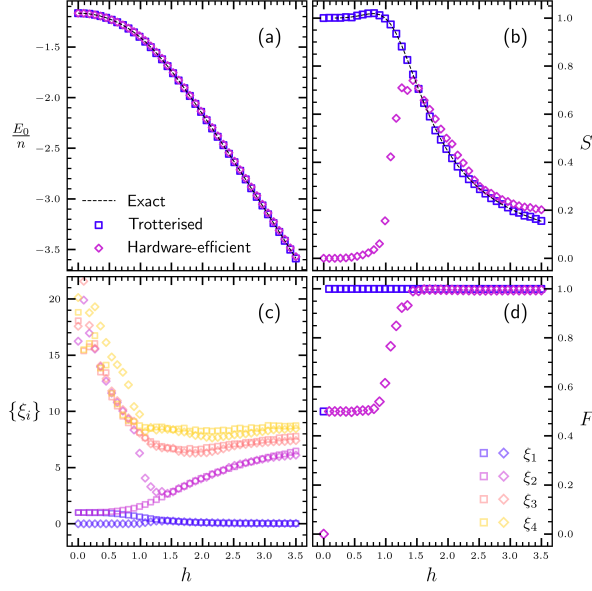 (a)
−1.5
−2.0
−2.5
−3.0
−3.5
E₀/n
Exact
Trotterised
Hardware-efficient
(b)
1.0
0.8
0.6
0.4
0.2
0.0
S
(c)
20
15
10
5
0
{ξᵢ}
0.0 0.5 1.0 1.5 2.0 2.5 3.0 3.5
h
(d)
1.0
0.8
0.6
0.4
0.2
0.0
F
ξ₁
ξ₂
ξ₃
ξ₄
0.0 0.5 1.0 1.5 2.0 2.5 3.0 3.5
h